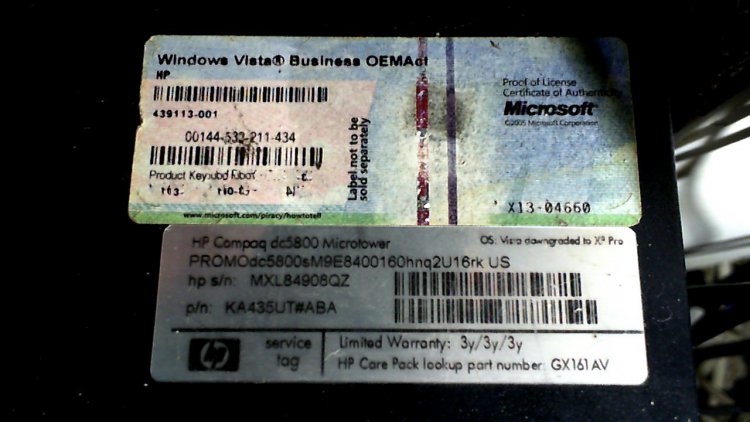 Windows Vista® Business OEMAct
HP
439113-001
00144-533-211-434
Product Key
www.microsoft.com/piracy/howtotell
Label not to be
sold separately
Proof of License
Certificate of Authenticity
Microsoft
©2005 Microsoft Corporation
X13-04660
HP Compaq dc5800 Microtower
OS: Vista downgraded to XP Pro
PROMOdc5800sM9E8400160hnq2U16rk US
hp s/n: MXL84908QZ
p/n: KA435UT#ABA
hp
service
tag
Limited Warranty: 3y/3y/3y
HP Care Pack lookup part number: GX161AV